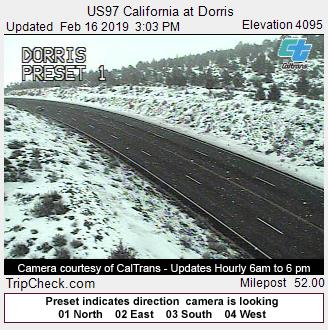 US97 California at Dorris
Updated  Feb 16 2019  3:03 PM Elevation 4095
DORRIS
PRESET 1
Caltrans
Camera courtesy of CalTrans - Updates Hourly 6am to 6 pm
TripCheck.com Milepost  52.00
Preset indicates direction  camera is looking
01 North    02 East    03 South    04 West